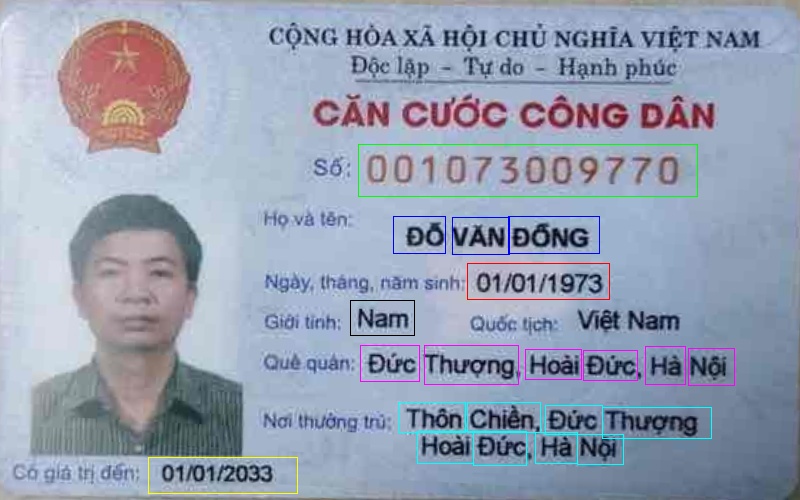 CỘNG HÒA XÃ HỘI CHỦ NGHĨA VIỆT NAM
Độc lập - Tự do - Hạnh phúc
CĂN CƯỚC CÔNG DÂN
Số: 001073009770
Họ và tên: ĐỖ VĂN ĐỒNG
Ngày, tháng, năm sinh: 01/01/1973
Giới tính: Nam Quốc tịch: Việt Nam
Quê quán: Đức Thượng, Hoài Đức, Hà Nội
Nơi thường trú: Thôn Chiền, Đức Thượng
Hoài Đức, Hà Nội
Có giá trị đến: 01/01/2033